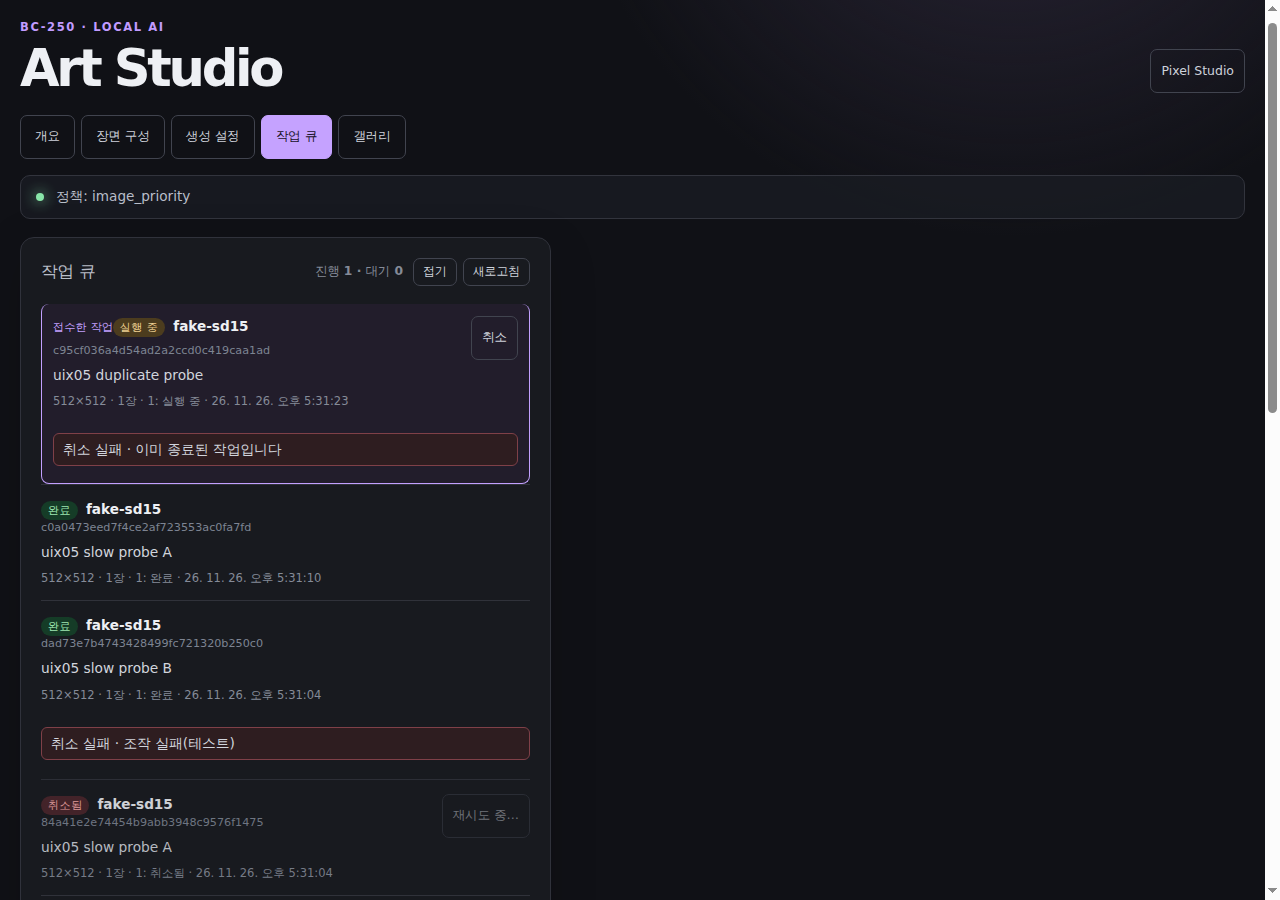 BC-250 · LOCAL AI
Art Studio
Pixel Studio
개요
장면 구성
생성 설정
작업 큐
갤러리
정책: image_priority
작업 큐
진행 1 · 대기 0
접기
새로고침
접수한 작업 실행 중 fake-sd15
취소
c95cf036a4d54ad2a2ccd0c419caa1ad
uix05 duplicate probe
512×512 · 1장 · 1: 실행 중 · 26. 11. 26. 오후 5:31:23
취소 실패 · 이미 종료된 작업입니다
완료 fake-sd15
c0a0473eed7f4ce2af723553ac0fa7fd
uix05 slow probe A
512×512 · 1장 · 1: 완료 · 26. 11. 26. 오후 5:31:10
완료 fake-sd15
dad73e7b4743428499fc721320b250c0
uix05 slow probe B
512×512 · 1장 · 1: 완료 · 26. 11. 26. 오후 5:31:04
취소 실패 · 조작 실패(테스트)
취소됨 fake-sd15
재시도 중…
84a41e2e74454b9abb3948c9576f1475
uix05 slow probe A
512×512 · 1장 · 1: 취소됨 · 26. 11. 26. 오후 5:31:04